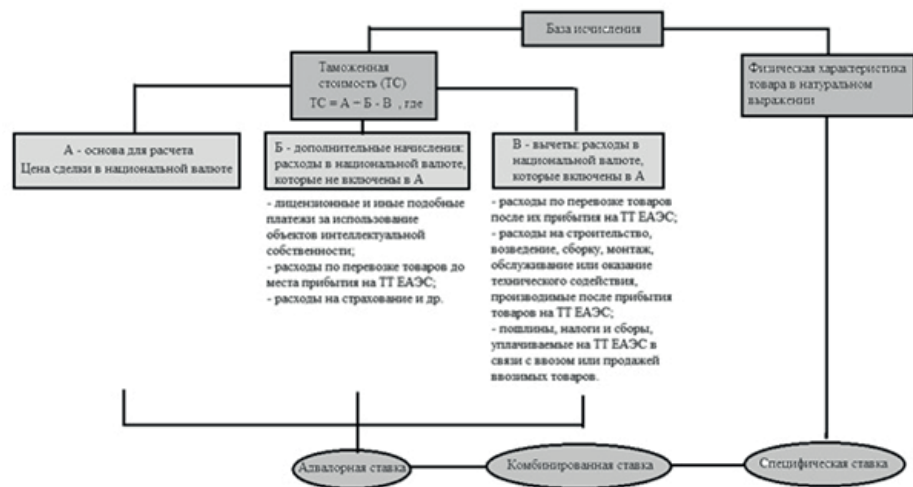 База исчисления
Таможенная
стоимость (ТС)
ТС = А – Б - В , где
Физическая характеристика
товара в натуральном
выражении
А - основа для расчета
Цена сделки в национальной валюте
Б - дополнительные начисления:
расходы в национальной валюте,
которые не включены в А
- лицензионные и иные подобные
платежи за использование
объектов интеллектуальной
собственности;
- расходы по перевозке товаров до
места прибытия на ТТ ЕАЭС;
- расходы на страхование и др.
В - вычеты: расходы в
национальной валюте,
которые включены в А
- расходы по перевозке товаров
после их прибытия на ТТ ЕАЭС;
- расходы на строительство,
возведение, сборку, монтаж,
обслуживание или оказание
технического содействия,
производимые после прибытия
товаров на ТТ ЕАЭС;
- пошлины, налоги и сборы,
уплачиваемые на ТТ ЕАЭС в
связи с ввозом или продажей
ввозимых товаров.
Адвалорная ставка
Комбинированная ставка
Специфическая ставка